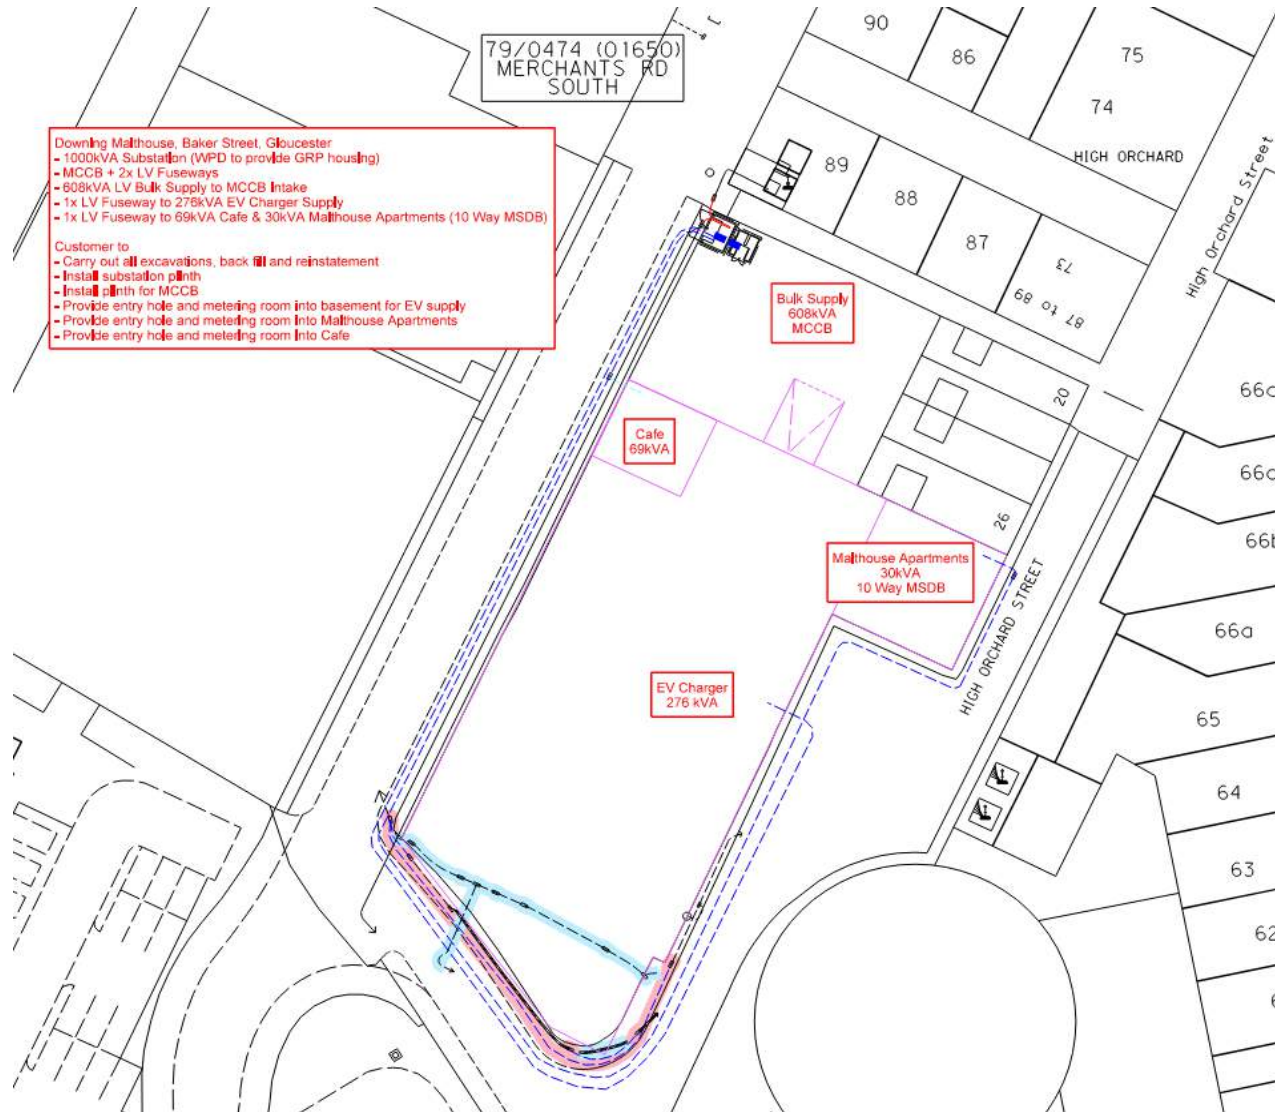 90
86
75
74
79/0474 (01650)
MERCHANTS RD
SOUTH
HIGH ORCHARD
High Orchard Street
Downing Malthouse, Baker Street, Gloucester
- 1000kVA Substation (WPD to provide GRP housing)
- MCCB + 2x LV Fuseways
- 608kVA LV Bulk Supply to MCCB Intake
- 1x LV Fuseway to 276kVA EV Charger Supply
- 1x LV Fuseway to 69kVA Cafe & 30kVA Malthouse Apartments (10 Way MSDB)
Customer to
- Carry out all excavations, back fill and reinstatement
- Install substation plinth
- Install plinth for MCCB
- Provide entry hole and metering room into basement for EV supply
- Provide entry hole and metering room into Malthouse Apartments
- Provide entry hole and metering room into Cafe
89
88
87
73
87 to 89
Bulk Supply
608kVA
MCCB
20
Cafe
69kVA
26
Malthouse Apartments
30kVA
10 Way MSDB
HIGH ORCHARD STREET
EV Charger
276 kVA
66a
65
64
63